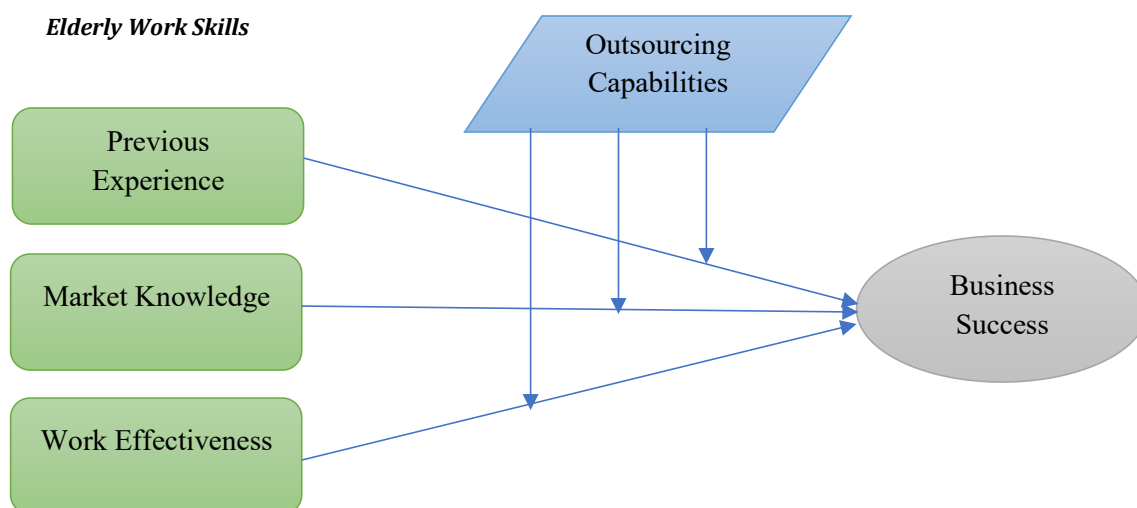 Elderly Work Skills
Outsourcing
Capabilities
Previous
Experience
Market Knowledge
Business
Success
Work Effectiveness